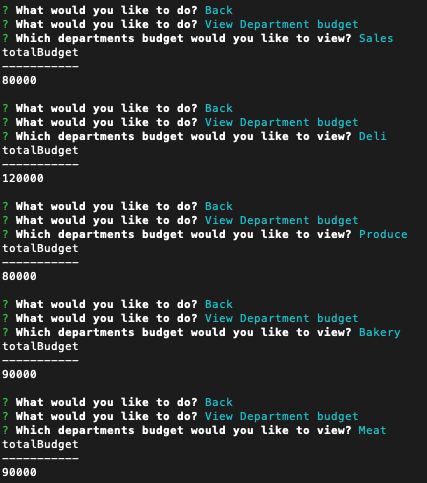 ? What would you like to do? Back
? What would you like to do? View Department budget
? Which departments budget would you like to view? Sales
totalBudget
-----------
80000
? What would you like to do? Back
? What would you like to do? View Department budget
? Which departments budget would you like to view? Deli
totalBudget
-----------
120000
? What would you like to do? Back
? What would you like to do? View Department budget
? Which departments budget would you like to view? Produce
totalBudget
-----------
80000
? What would you like to do? Back
? What would you like to do? View Department budget
? Which departments budget would you like to view? Bakery
totalBudget
-----------
90000
? What would you like to do? Back
? What would you like to do? View Department budget
? Which departments budget would you like to view? Meat
totalBudget
-----------
90000